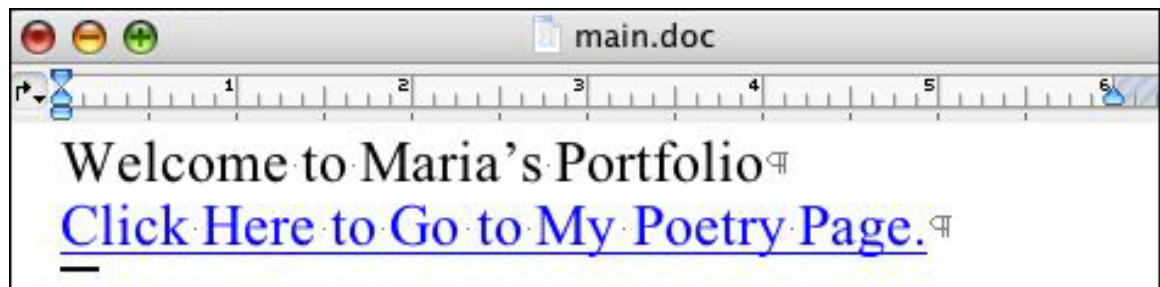 main.doc
1 2 3 4 5 6
Welcome to Maria’s Portfolio¶
Click Here to Go to My Poetry Page.¶